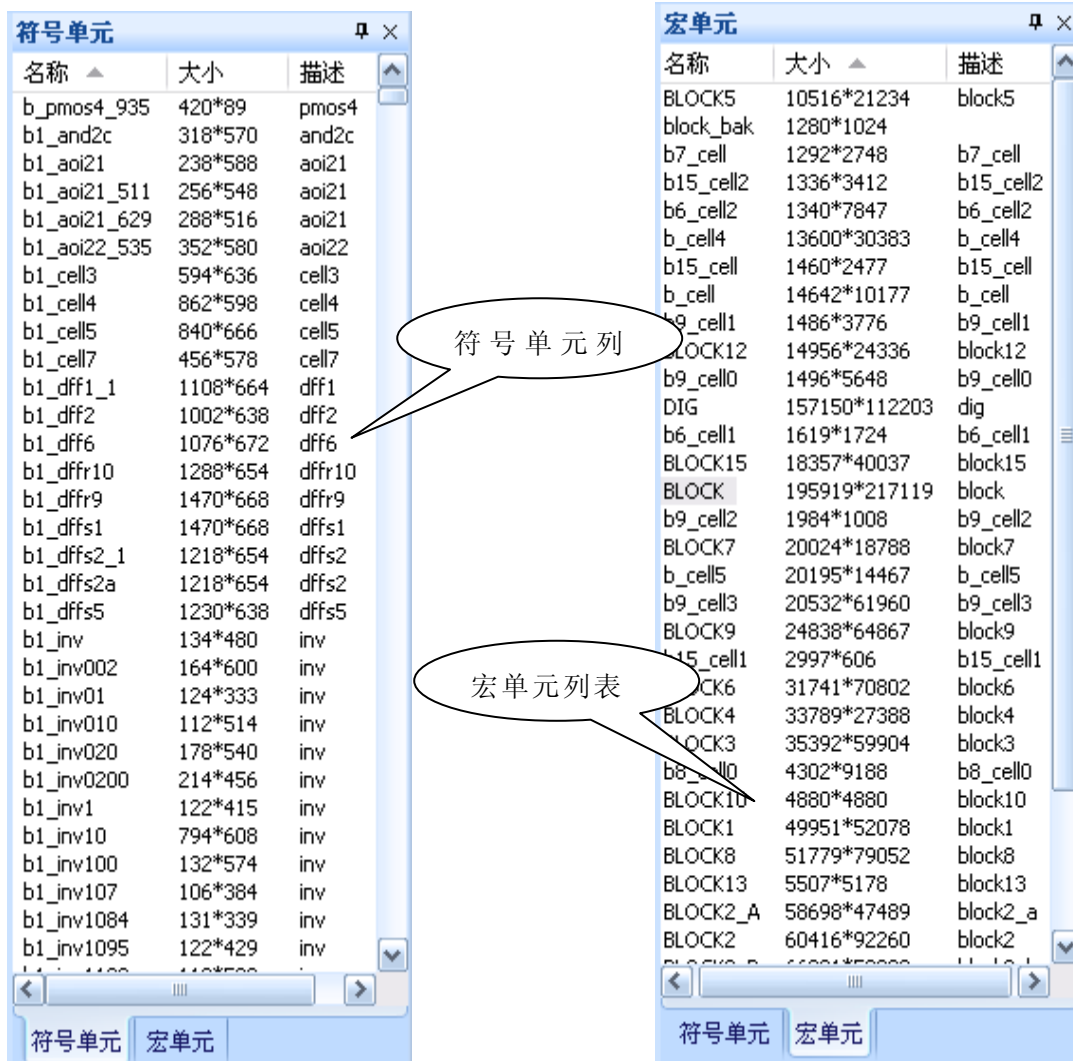 符号单元
名称 大小 描述
b_pmos4_935 420*89 pmos4
b1_and2c 318*570 and2c
b1_aoi21 238*588 aoi21
b1_aoi21_511 256*548 aoi21
b1_aoi21_629 288*516 aoi21
b1_aoi22_535 352*580 aoi22
b1_cell3 594*636 cell3
b1_cell4 862*598 cell4
b1_cell5 840*666 cell5
b1_cell7 456*578 cell7
b1_dff1_1 1108*664 dff1
b1_dff2 1002*638 dff2
b1_dff6 1076*672 dff6
b1_dffr10 1288*654 dffr10
b1_dffr9 1470*668 dffr9
b1_dffs1 1470*668 dffs1
b1_dffs2_1 1218*654 dffs2
b1_dffs2a 1218*654 dffs2
b1_dffs5 1230*638 dffs5
b1_inv 134*480 inv
b1_inv002 164*600 inv
b1_inv01 124*333 inv
b1_inv010 112*514 inv
b1_inv020 178*540 inv
b1_inv0200 214*456 inv
b1_inv1 122*415 inv
b1_inv10 794*608 inv
b1_inv100 132*574 inv
b1_inv107 106*384 inv
b1_inv1084 131*339 inv
b1_inv1095 122*429 inv
符号单元 宏单元
符号单元列
宏单元列表
宏单元
名称 大小 描述
BLOCK5 10516*21234 block5
block_bak 1280*1024
b7_cell 1292*2748 b7_cell
b15_cell2 1336*3412 b15_cell2
b6_cell2 1340*7847 b6_cell2
b_cell4 13600*30383 b_cell4
b15_cell 1460*2477 b15_cell
b_cell 14642*10177 b_cell
b9_cell1 1486*3776 b9_cell1
BLOCK12 14956*24336 block12
b9_cell0 1496*5648 b9_cell0
DIG 157150*112203 dig
b6_cell1 1619*1724 b6_cell1
BLOCK15 18357*40037 block15
BLOCK 195919*217119 block
b9_cell2 1984*1008 b9_cell2
BLOCK7 20024*18788 block7
b_cell5 20195*14467 b_cell5
b9_cell3 20532*61960 b9_cell3
BLOCK9 24838*64867 block9
b15_cell1 2997*606 b15_cell1
CK6 31741*70802 block6
BLOCK4 33789*27388 block4
BLOCK3 35392*59904 block3
b8_cell0 4302*9188 b8_cell0
BLOCK10 4880*4880 block10
BLOCK1 49951*52078 block1
BLOCK8 51779*79052 block8
BLOCK13 5507*5178 block13
BLOCK2_A 58698*47489 block2_a
BLOCK2 60416*92260 block2
符号单元 宏单元